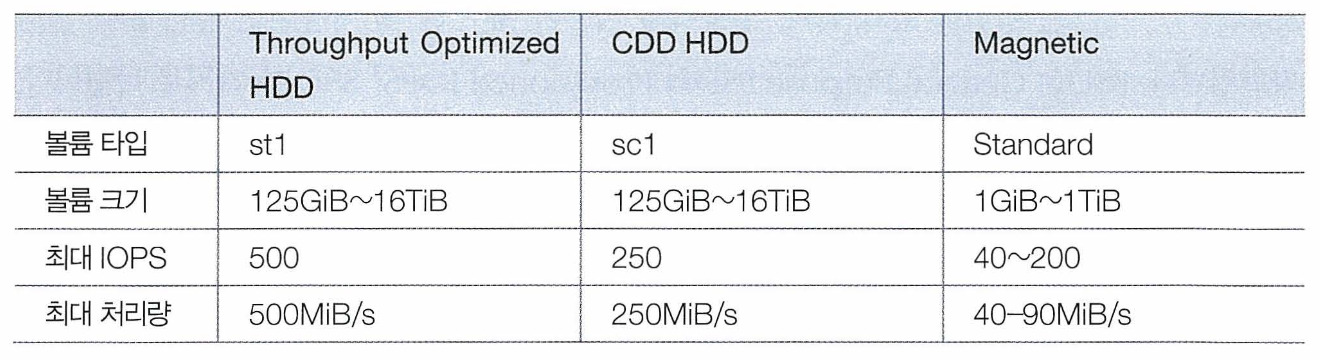 Throughput Optimized HDD CDD HDD Magnetic
볼륨 타입 st1 sc1 Standard
볼륨 크기 125GiB~16TiB 125GiB~16TiB 1GiB~1TiB
최대 IOPS 500 250 40~200
최대 처리량 500MiB/s 250MiB/s 40–90MiB/s